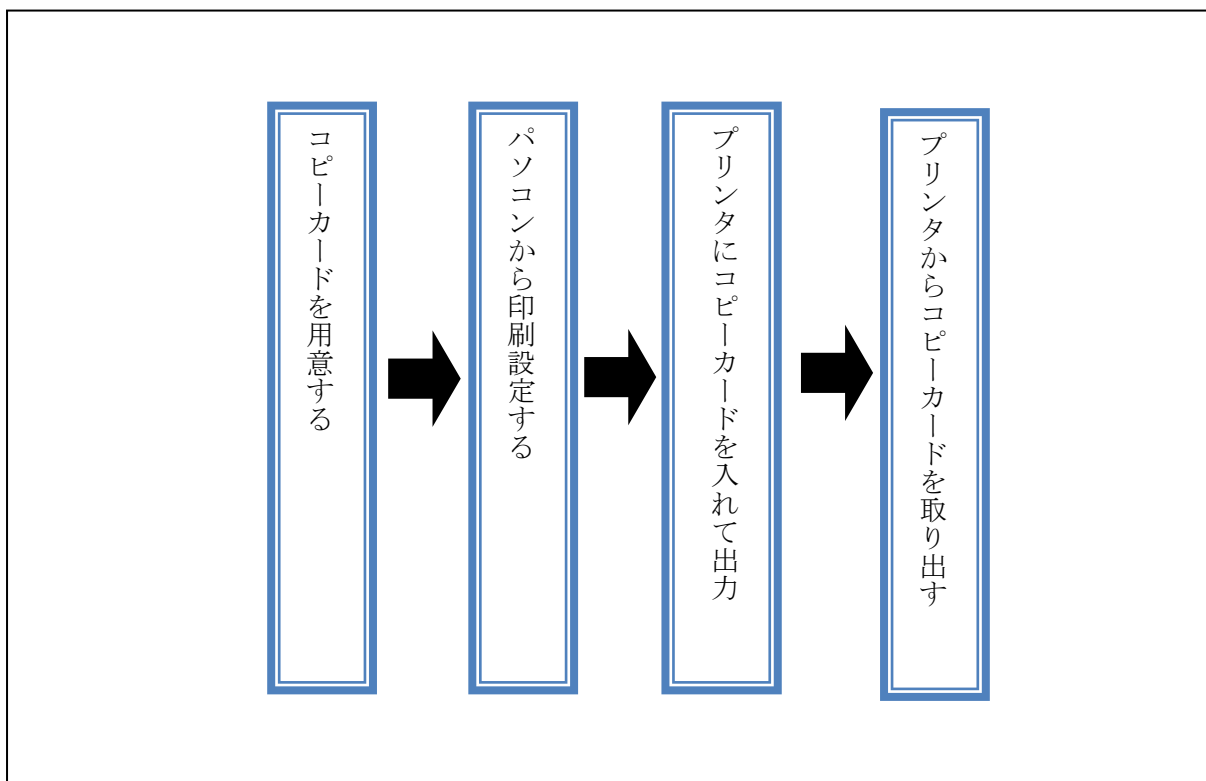 コピーカードを用意する
パソコンから印刷設定する
プリンタにコピーカードを入れて出力
プリンタからコピーカードを取り出す